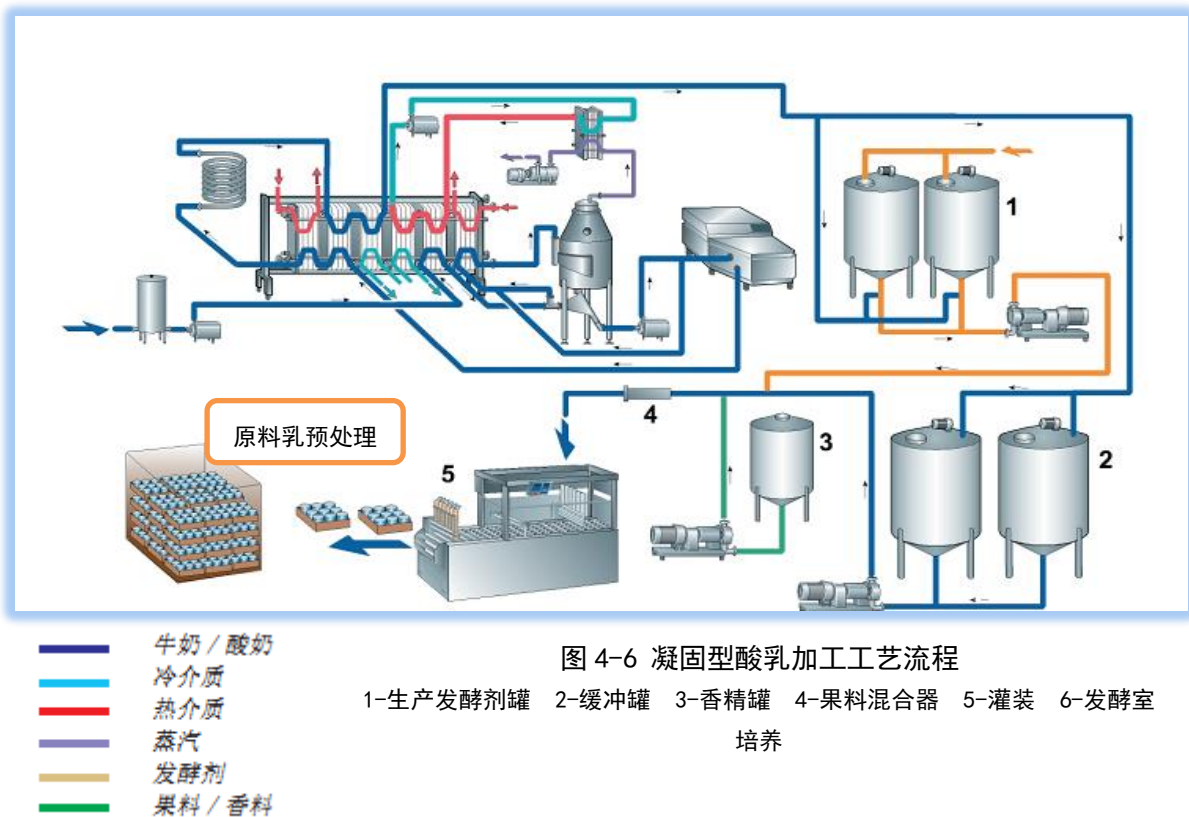 1
2
3
4
原料乳预处理
5
牛奶 / 酸奶
冷介质
热介质
蒸汽
发酵剂
果料 / 香料
图 4-6 凝固型酸乳加工工艺流程
1-生产发酵剂罐 2-缓冲罐 3-香精罐 4-果料混合器 5-灌装 6-发酵室
培养